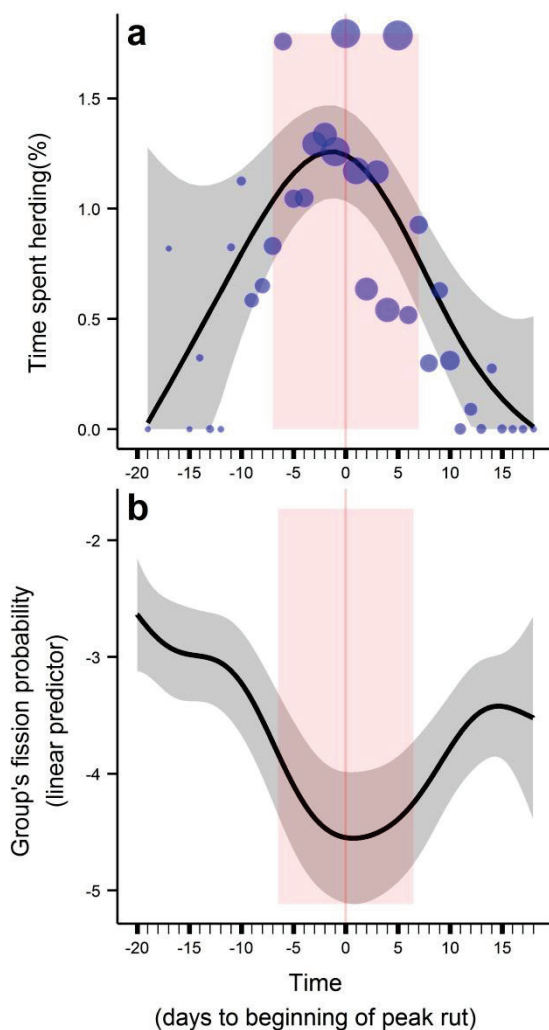 a
Time spent herding(%)
1.5
1.0
0.5
0.0
-20 -15 -10 -5 0 5 10 15
b
Group's fission probability
(linear predictor)
-2
-3
-4
-5
-20 -15 -10 -5 0 5 10 15
Time
(days to beginning of peak rut)